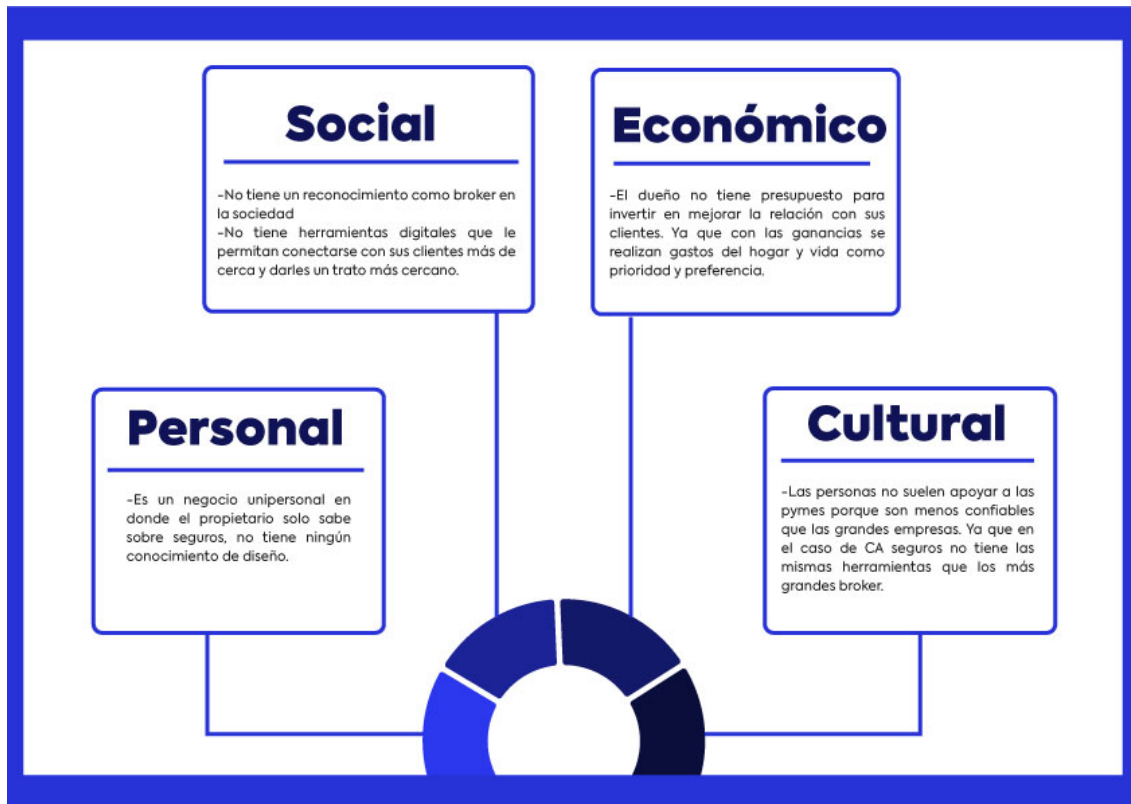 Social
-No tiene un reconocimiento como broker en
la sociedad
-No tiene herramientas digitales que le
permitan conectarse con sus clientes más de
cerca y darles un trato más cercano.
Económico
-El dueño no tiene presupuesto para
invertir en mejorar la relación con sus
clientes. Ya que con las ganancias se
realizan gastos del hogar y vida como
prioridad y preferencia.
Personal
-Es un negocio unipersonal en
donde el propietario solo sabe
sobre seguros, no tiene ningún
conocimiento de diseño.
Cultural
-Las personas no suelen apoyar a las
pymes porque son menos confiables
que las grandes empresas. Ya que en
el caso de CA seguros no tiene las
mismas herramientas que los más
grandes broker.